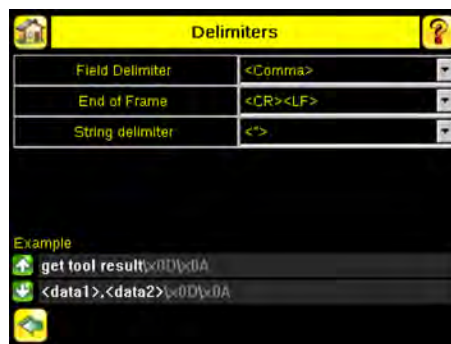 Delimiters
Field Delimiter <Comma>
End of Frame <CR><LF>
String delimiter <">
Example
get tool result\x0D\x0A
<data1>,<data2>\x0D\x0A